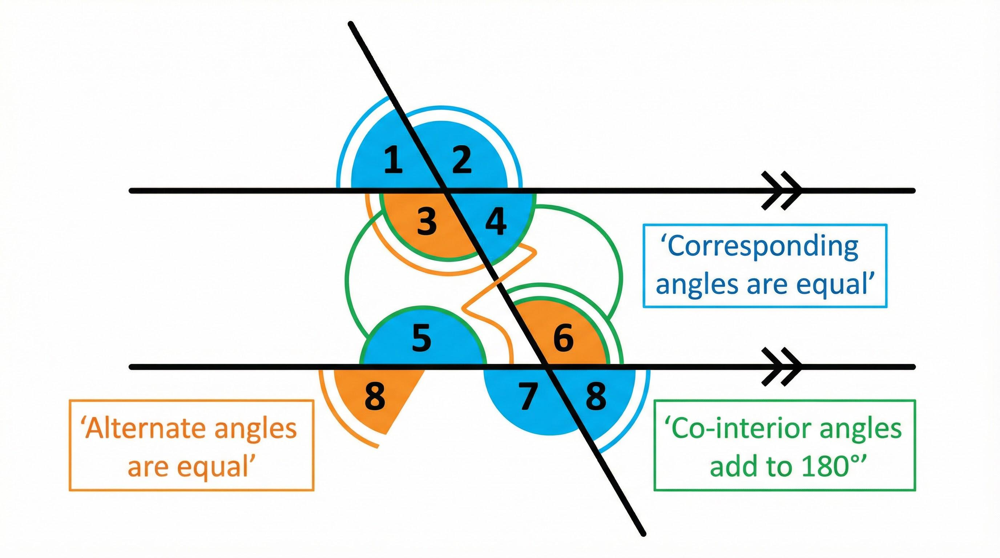 1 2
3 4
‘Corresponding
angles are equal’
5 6
8 7 8
‘Alternate angles
are equal’
‘Co-interior angles
add to 180°’